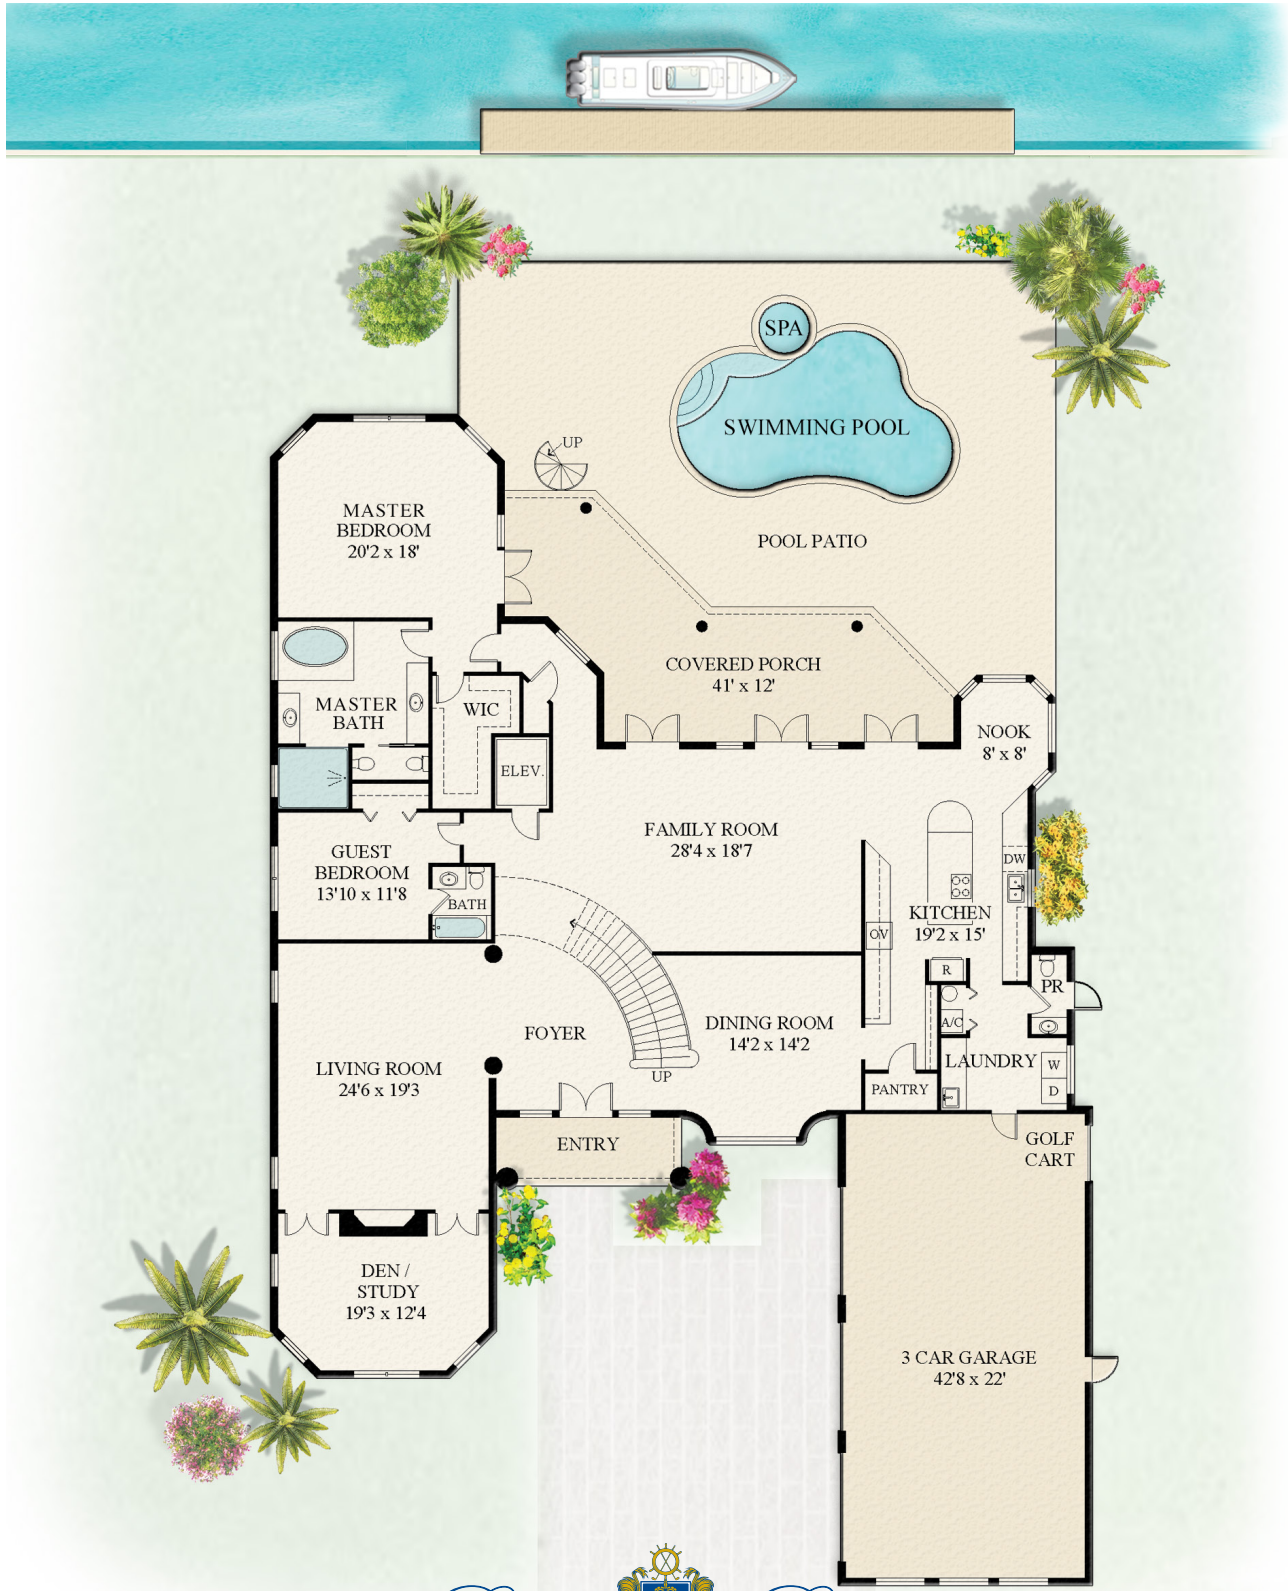 SPA
SWIMMING POOL
UP
MASTER
BEDROOM
20'2 x 18'
POOL PATIO
COVERED PORCH
41' x 12'
MASTER
BATH
WIC
NOOK
8' x 8'
ELEV.
FAMILY ROOM
28'4 x 18'7
GUEST
BEDROOM
13'10 x 11'8
DW
BATH
KITCHEN
19'2 x 15'
OV
R
PR
A/C
FOYER
DINING ROOM
14'2 x 14'2
LIVING ROOM
24'6 x 19'3
UP
LAUNDRY
W
D
PANTRY
ENTRY
GOLF
CART
DEN /
STUDY
19'3 x 12'4
3 CAR GARAGE
42'8 x 22'